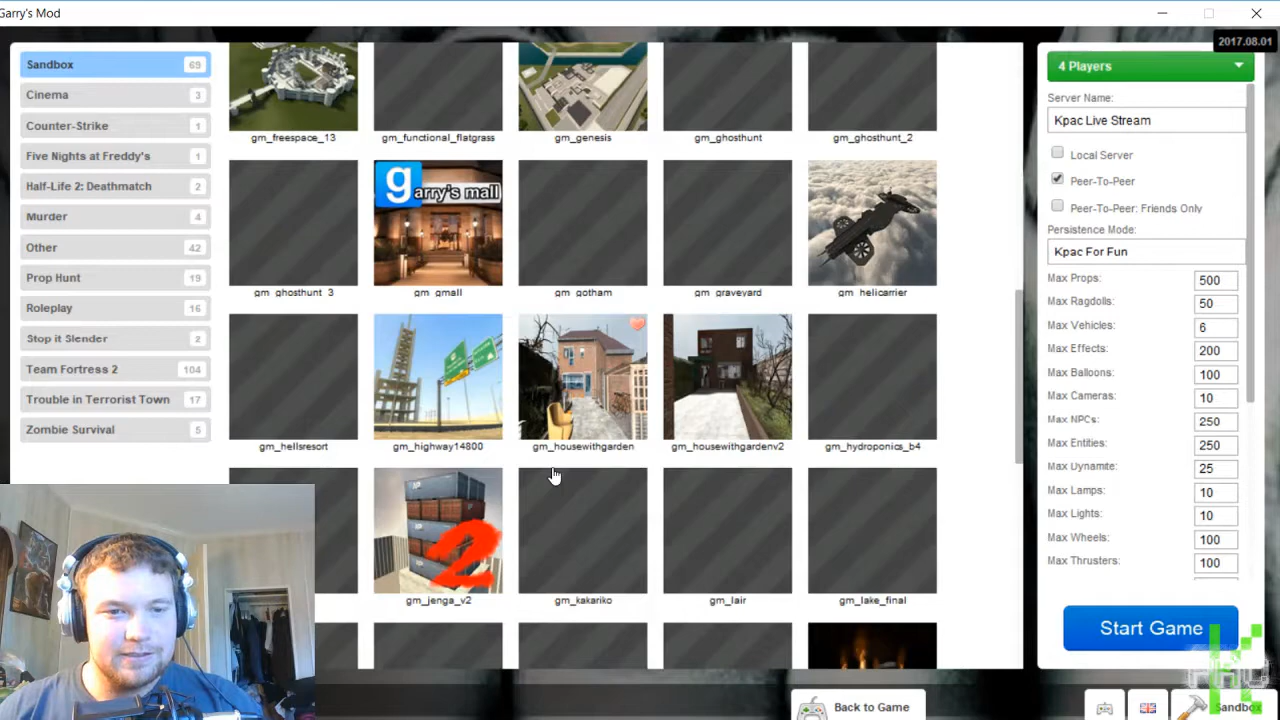 Garry's Mod
2017.08.01
Sandbox 69
Cinema 3
Counter-Strike 1
Five Nights at Freddy's 1
Half-Life 2: Deathmatch 2
Murder 4
Other 42
Prop Hunt 19
Roleplay 16
Stop it Slender 2
Team Fortress 2 104
Trouble in Terrorist Town 17
Zombie Survival 5
gm_freespace_13
gm_functional_flatgrass
gm_genesis
gm_ghosthunt
gm_ghosthunt_2
garry's mall
gm_ghosthunt_3
gm_gmall
gm_gotham
gm_graveyard
gm_helicarrier
gm_hellsresort
gm_highway14800
gm_housewithgarden
gm_housewithgardenv2
gm_hydroponics_b4
2
gm_jenga_v2
gm_kakariko
gm_lair
gm_lake_final
4 Players
Server Name:
Kpac Live Stream
Local Server
Peer-To-Peer
Peer-To-Peer: Friends Only
Persistence Mode:
Kpac For Fun
Max Props: 500
Max Ragdolls: 50
Max Vehicles: 6
Max Effects: 200
Max Balloons: 100
Max Cameras: 10
Max NPCs: 250
Max Entities: 250
Max Dynamite: 25
Max Lamps: 10
Max Lights: 10
Max Wheels: 100
Max Thrusters: 100
Start Game
Back to Game
Sandbox